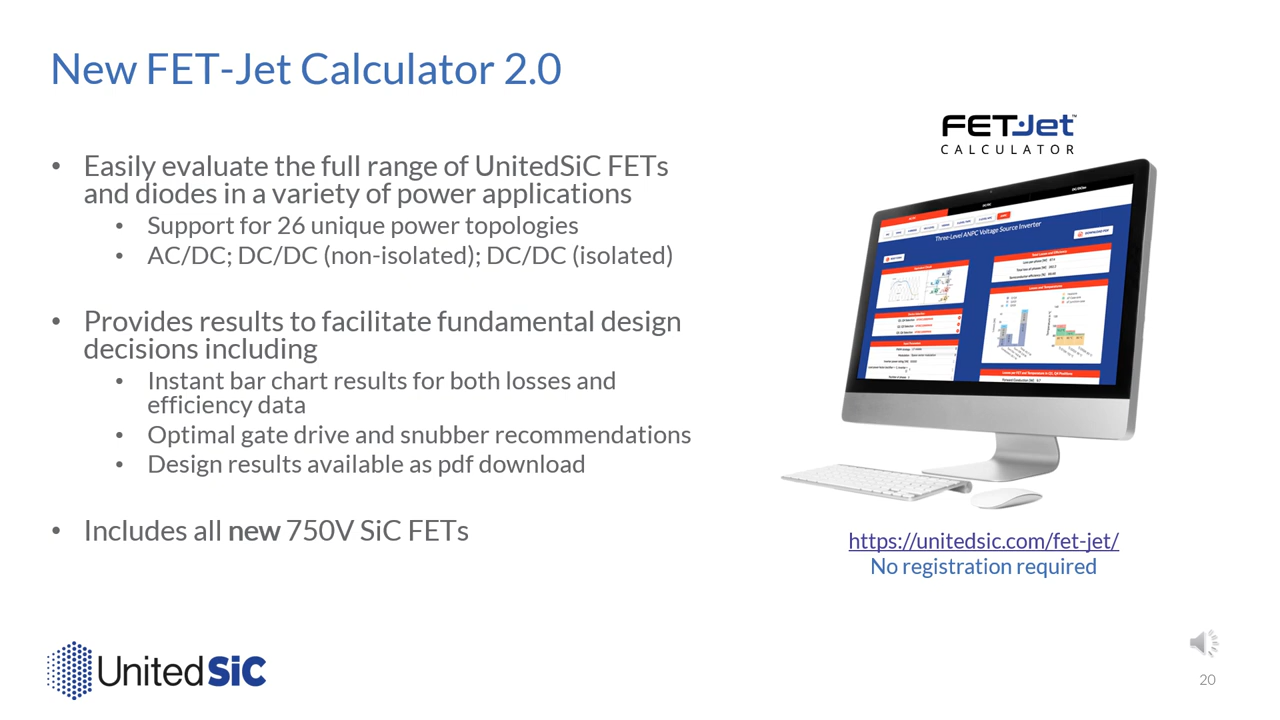 New FET-Jet Calculator 2.0
• Easily evaluate the full range of UnitedSiC FETs
and diodes in a variety of power applications
• Support for 26 unique power topologies
• AC/DC; DC/DC (non-isolated); DC/DC (isolated)
• Provides results to facilitate fundamental design
decisions including
• Instant bar chart results for both losses and
efficiency data
• Optimal gate drive and snubber recommendations
• Design results available as pdf download
• Includes all new 750V SiC FETs
FET-Jet™
CALCULATOR
Three-Level ANPC Voltage Source Inverter
https://unitedsic.com/fet-jet/
No registration required
UnitedSiC
20